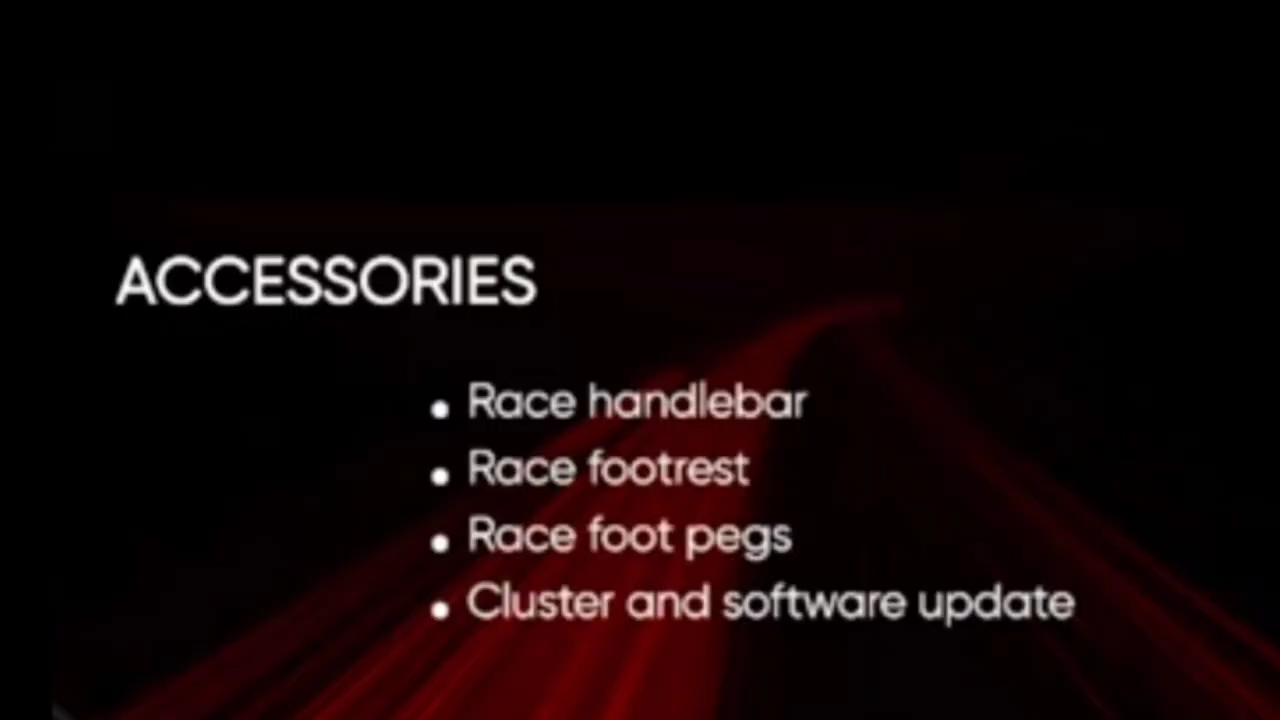 ACCESSORIES
• Race handlebar
• Race footrest
• Race foot pegs
• Cluster and software update